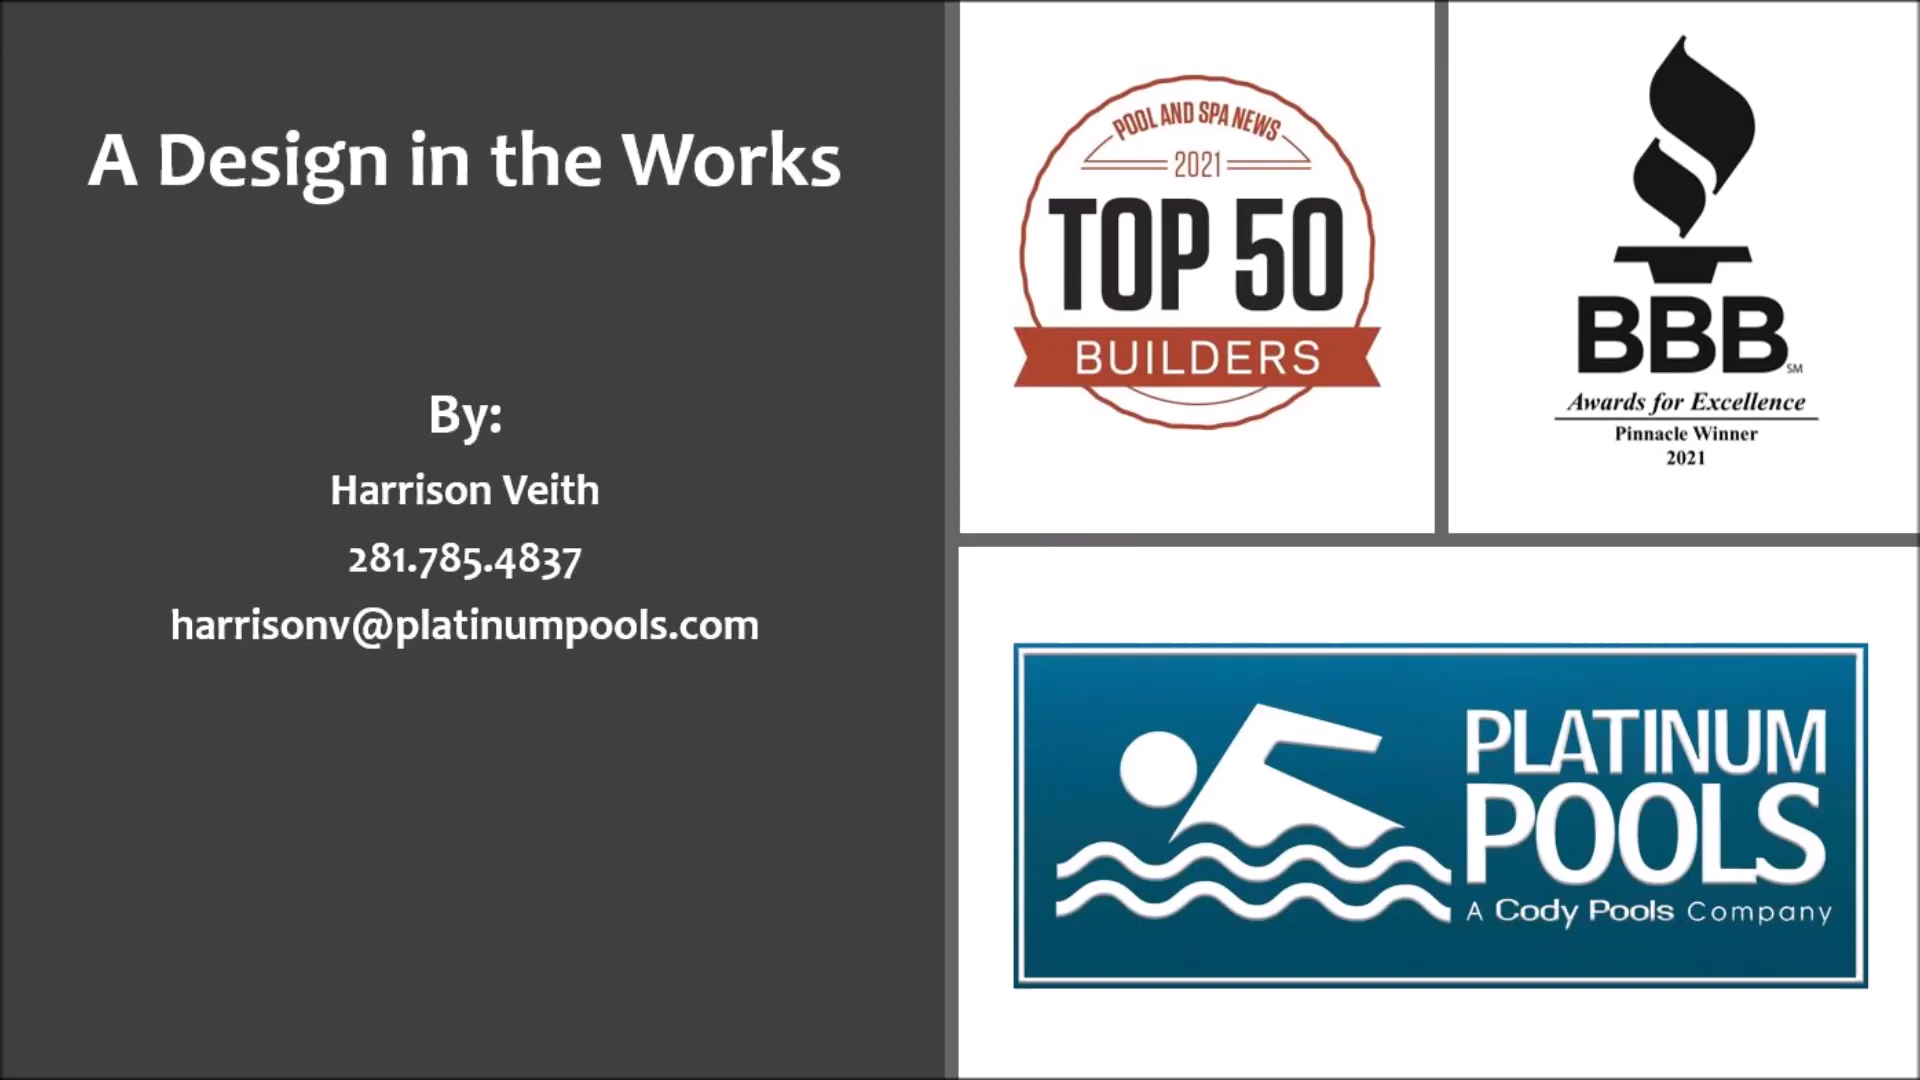 A Design in the Works
By:
Harrison Veith
281.785.4837
harrisonv@platinumpools.com
POOL AND SPA NEWS
2021
TOP 50
BUILDERS
BBB SM
Awards for Excellence
Pinnacle Winner
2021
PLATINUM
POOLS
A Cody Pools Company